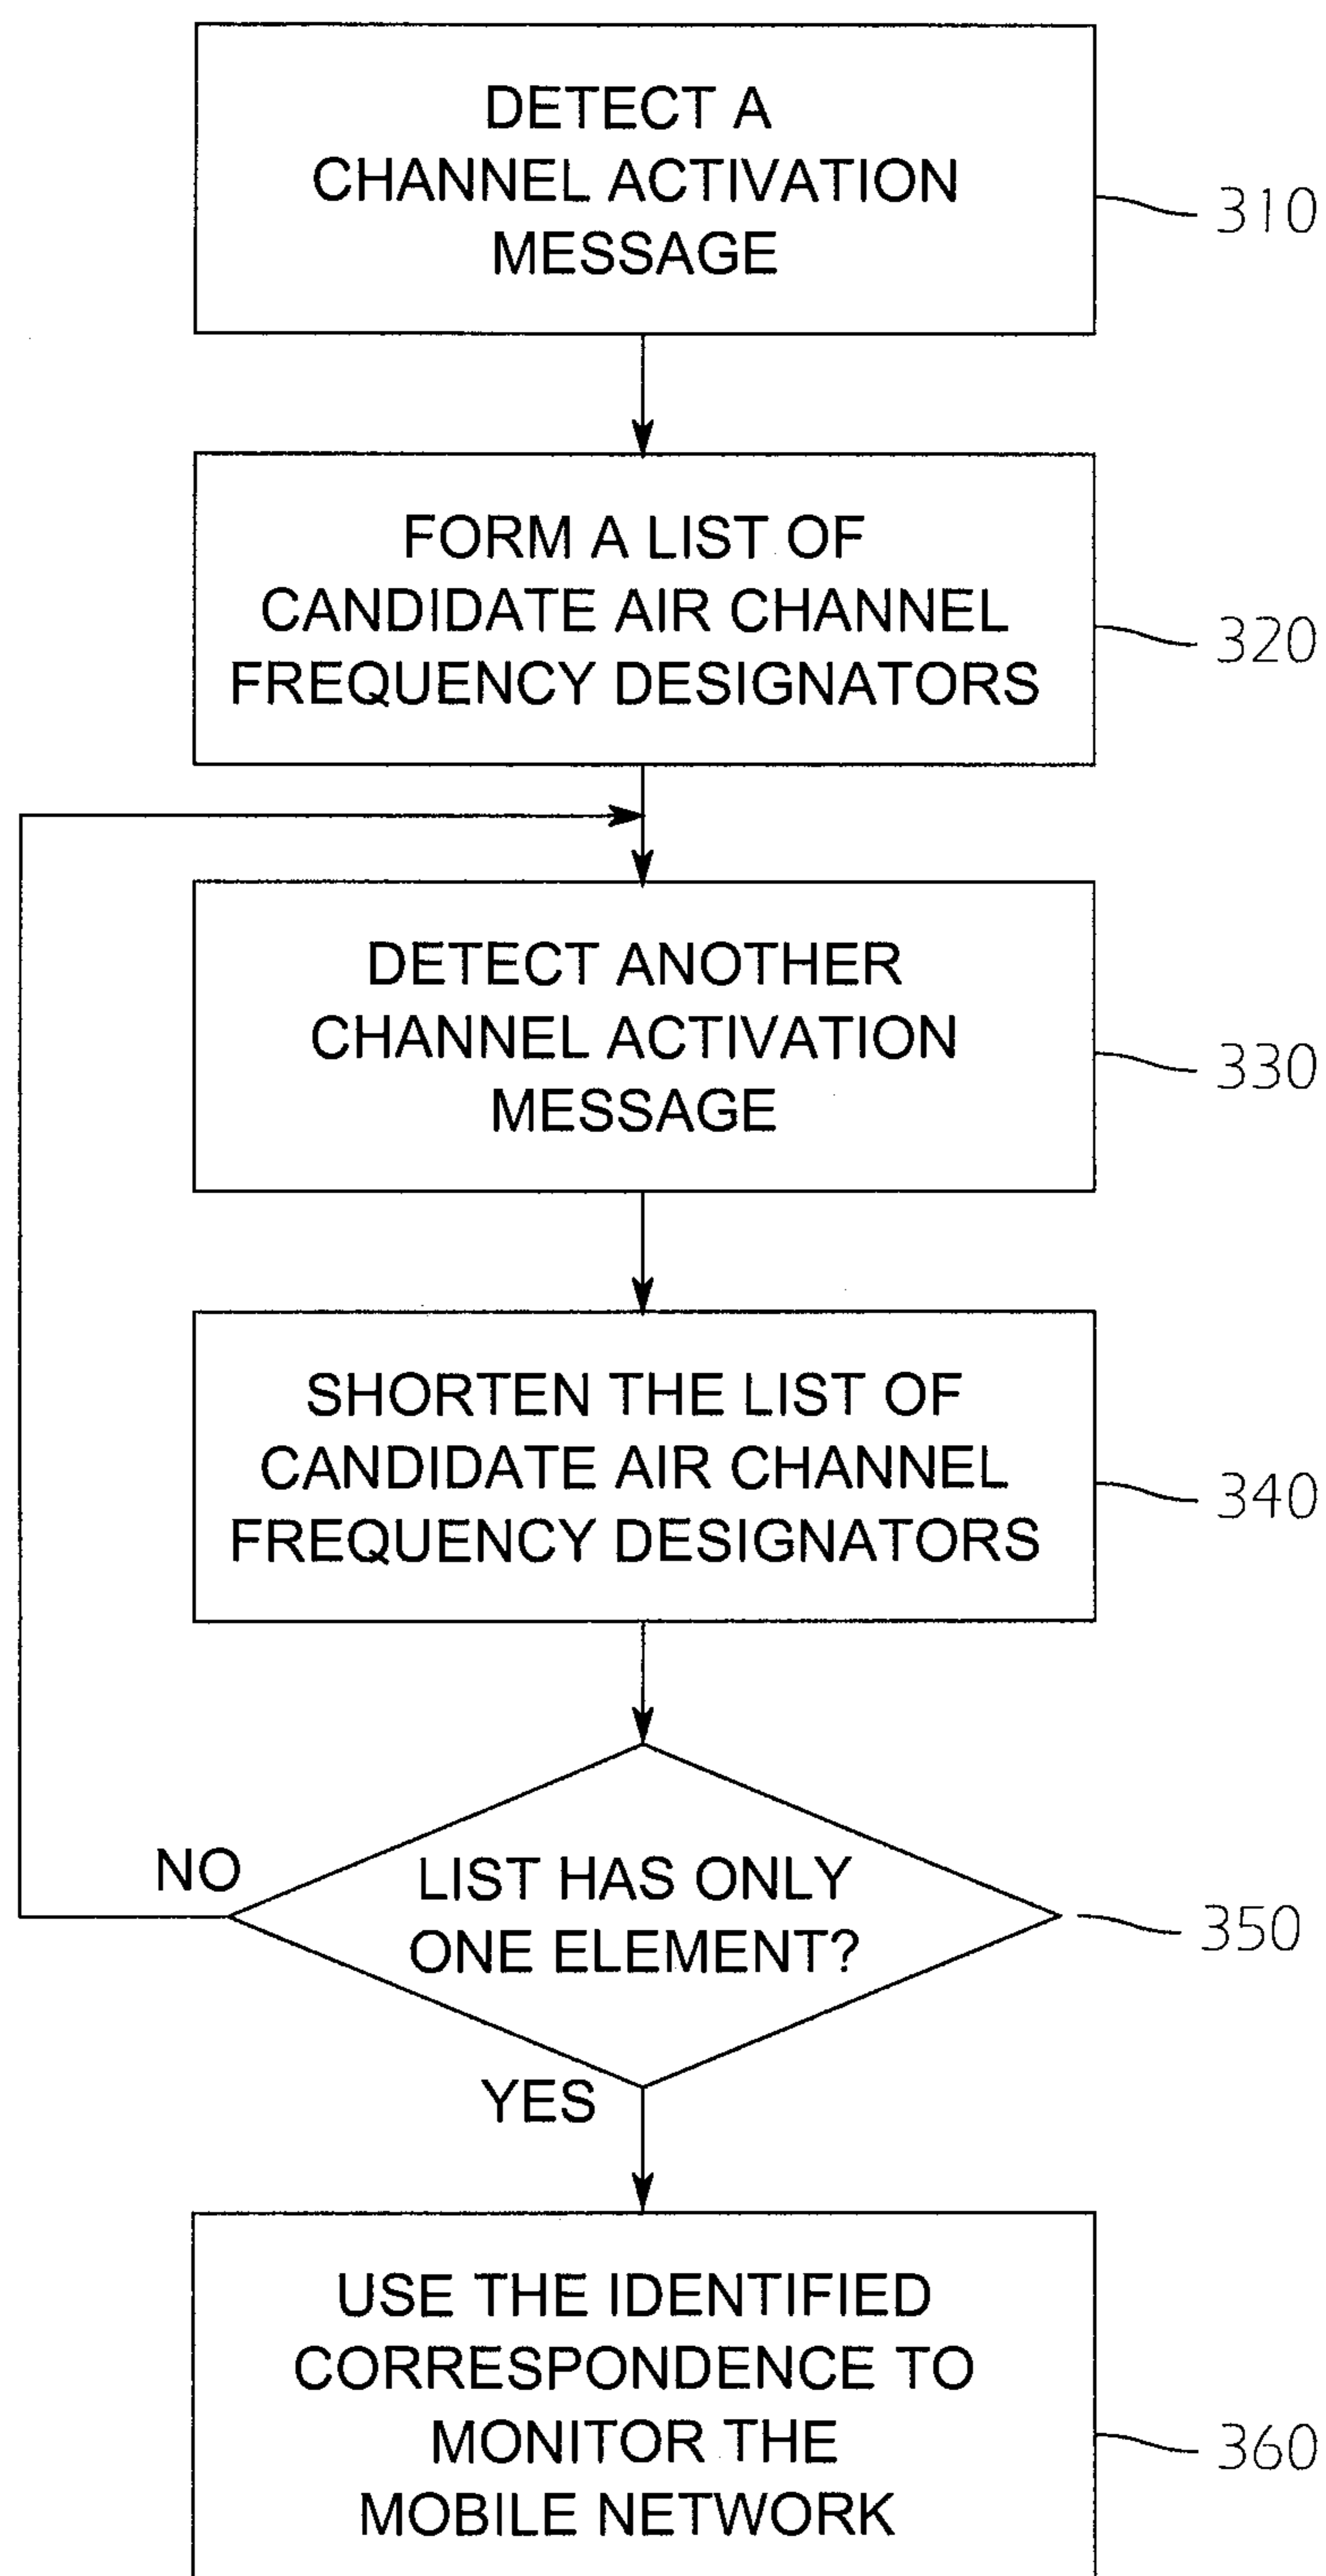 DETECT A
CHANNEL ACTIVATION
MESSAGE
310
FORM A LIST OF
CANDIDATE AIR CHANNEL
FREQUENCY DESIGNATORS
320
DETECT ANOTHER
CHANNEL ACTIVATION
MESSAGE
330
SHORTEN THE LIST OF
CANDIDATE AIR CHANNEL
FREQUENCY DESIGNATORS
340
NO
LIST HAS ONLY
ONE ELEMENT?
350
YES
USE THE IDENTIFIED
CORRESPONDENCE TO
MONITOR THE
MOBILE NETWORK
360